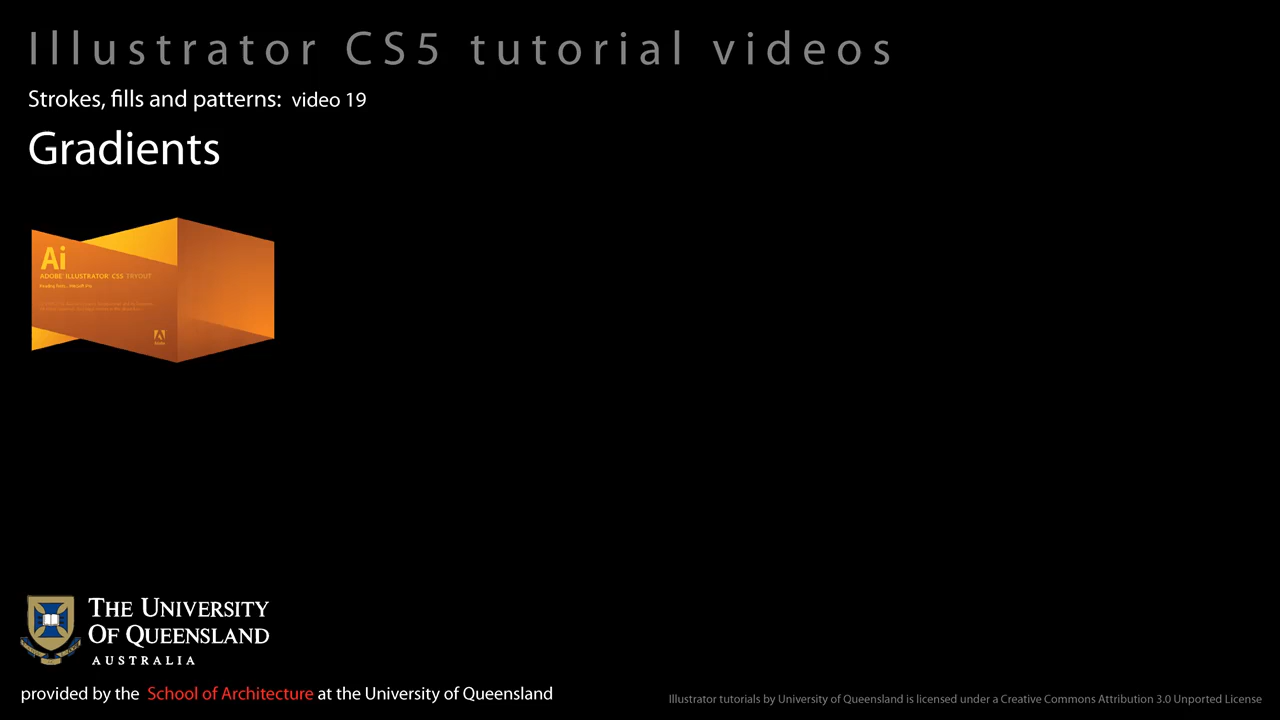 Illustrator CS5 tutorial videos
Strokes, fills and patterns: video 19
Gradients
Ai
ADOBE ILLUSTRATOR CS5 TRYOUT
Adobe
THE UNIVERSITY
OF QUEENSLAND
AUSTRALIA
provided by the School of Architecture at the University of Queensland
Illustrator tutorials by University of Queensland is licensed under a Creative Commons Attribution 3.0 Unported License